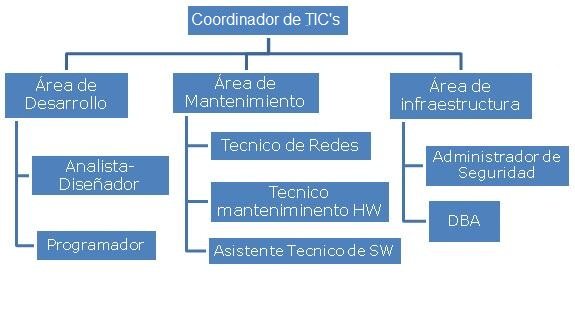 Coordinador de TIC's
Área de
Desarrollo
Área de
Mantenimiento
Área de
infraestructura
Analista-
Diseñador
Programador
Tecnico de Redes
Tecnico
manteniminento HW
Asistente Tecnico de SW
Administrador de
Seguridad
DBA